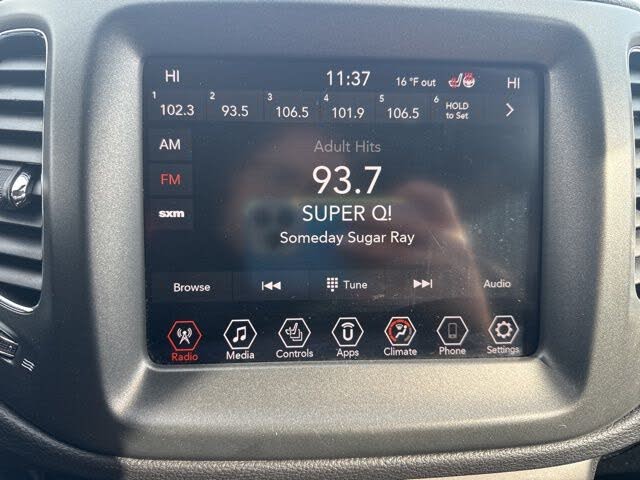 HI 11:37 16 °F out HI
1 102.3 2 93.5 3 106.5 4 101.9 5 106.5 6 HOLD to Set >
AM
Adult Hits
FM
93.7
sxm
SUPER Q!
Someday Sugar Ray
Browse Tune Audio
Radio Media Controls Apps Climate Phone Settings